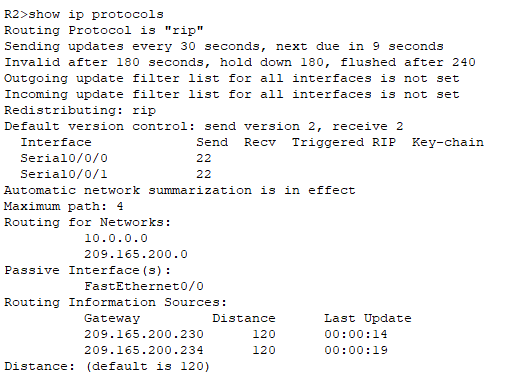 R2>show ip protocols
Routing Protocol is "rip"
Sending updates every 30 seconds, next due in 9 seconds
Invalid after 180 seconds, hold down 180, flushed after 240
Outgoing update filter list for all interfaces is not set
Incoming update filter list for all interfaces is not set
Redistributing: rip
Default version control: send version 2, receive 2
  Interface             Send  Recv  Triggered RIP  Key-chain
  Serial0/0/0           22
  Serial0/0/1           22
Automatic network summarization is in effect
Maximum path: 4
Routing for Networks:
          10.0.0.0
          209.165.200.0
Passive Interface(s):
          FastEthernet0/0
Routing Information Sources:
          Gateway         Distance      Last Update
          209.165.200.230      120      00:00:14
          209.165.200.234      120      00:00:19
Distance: (default is 120)